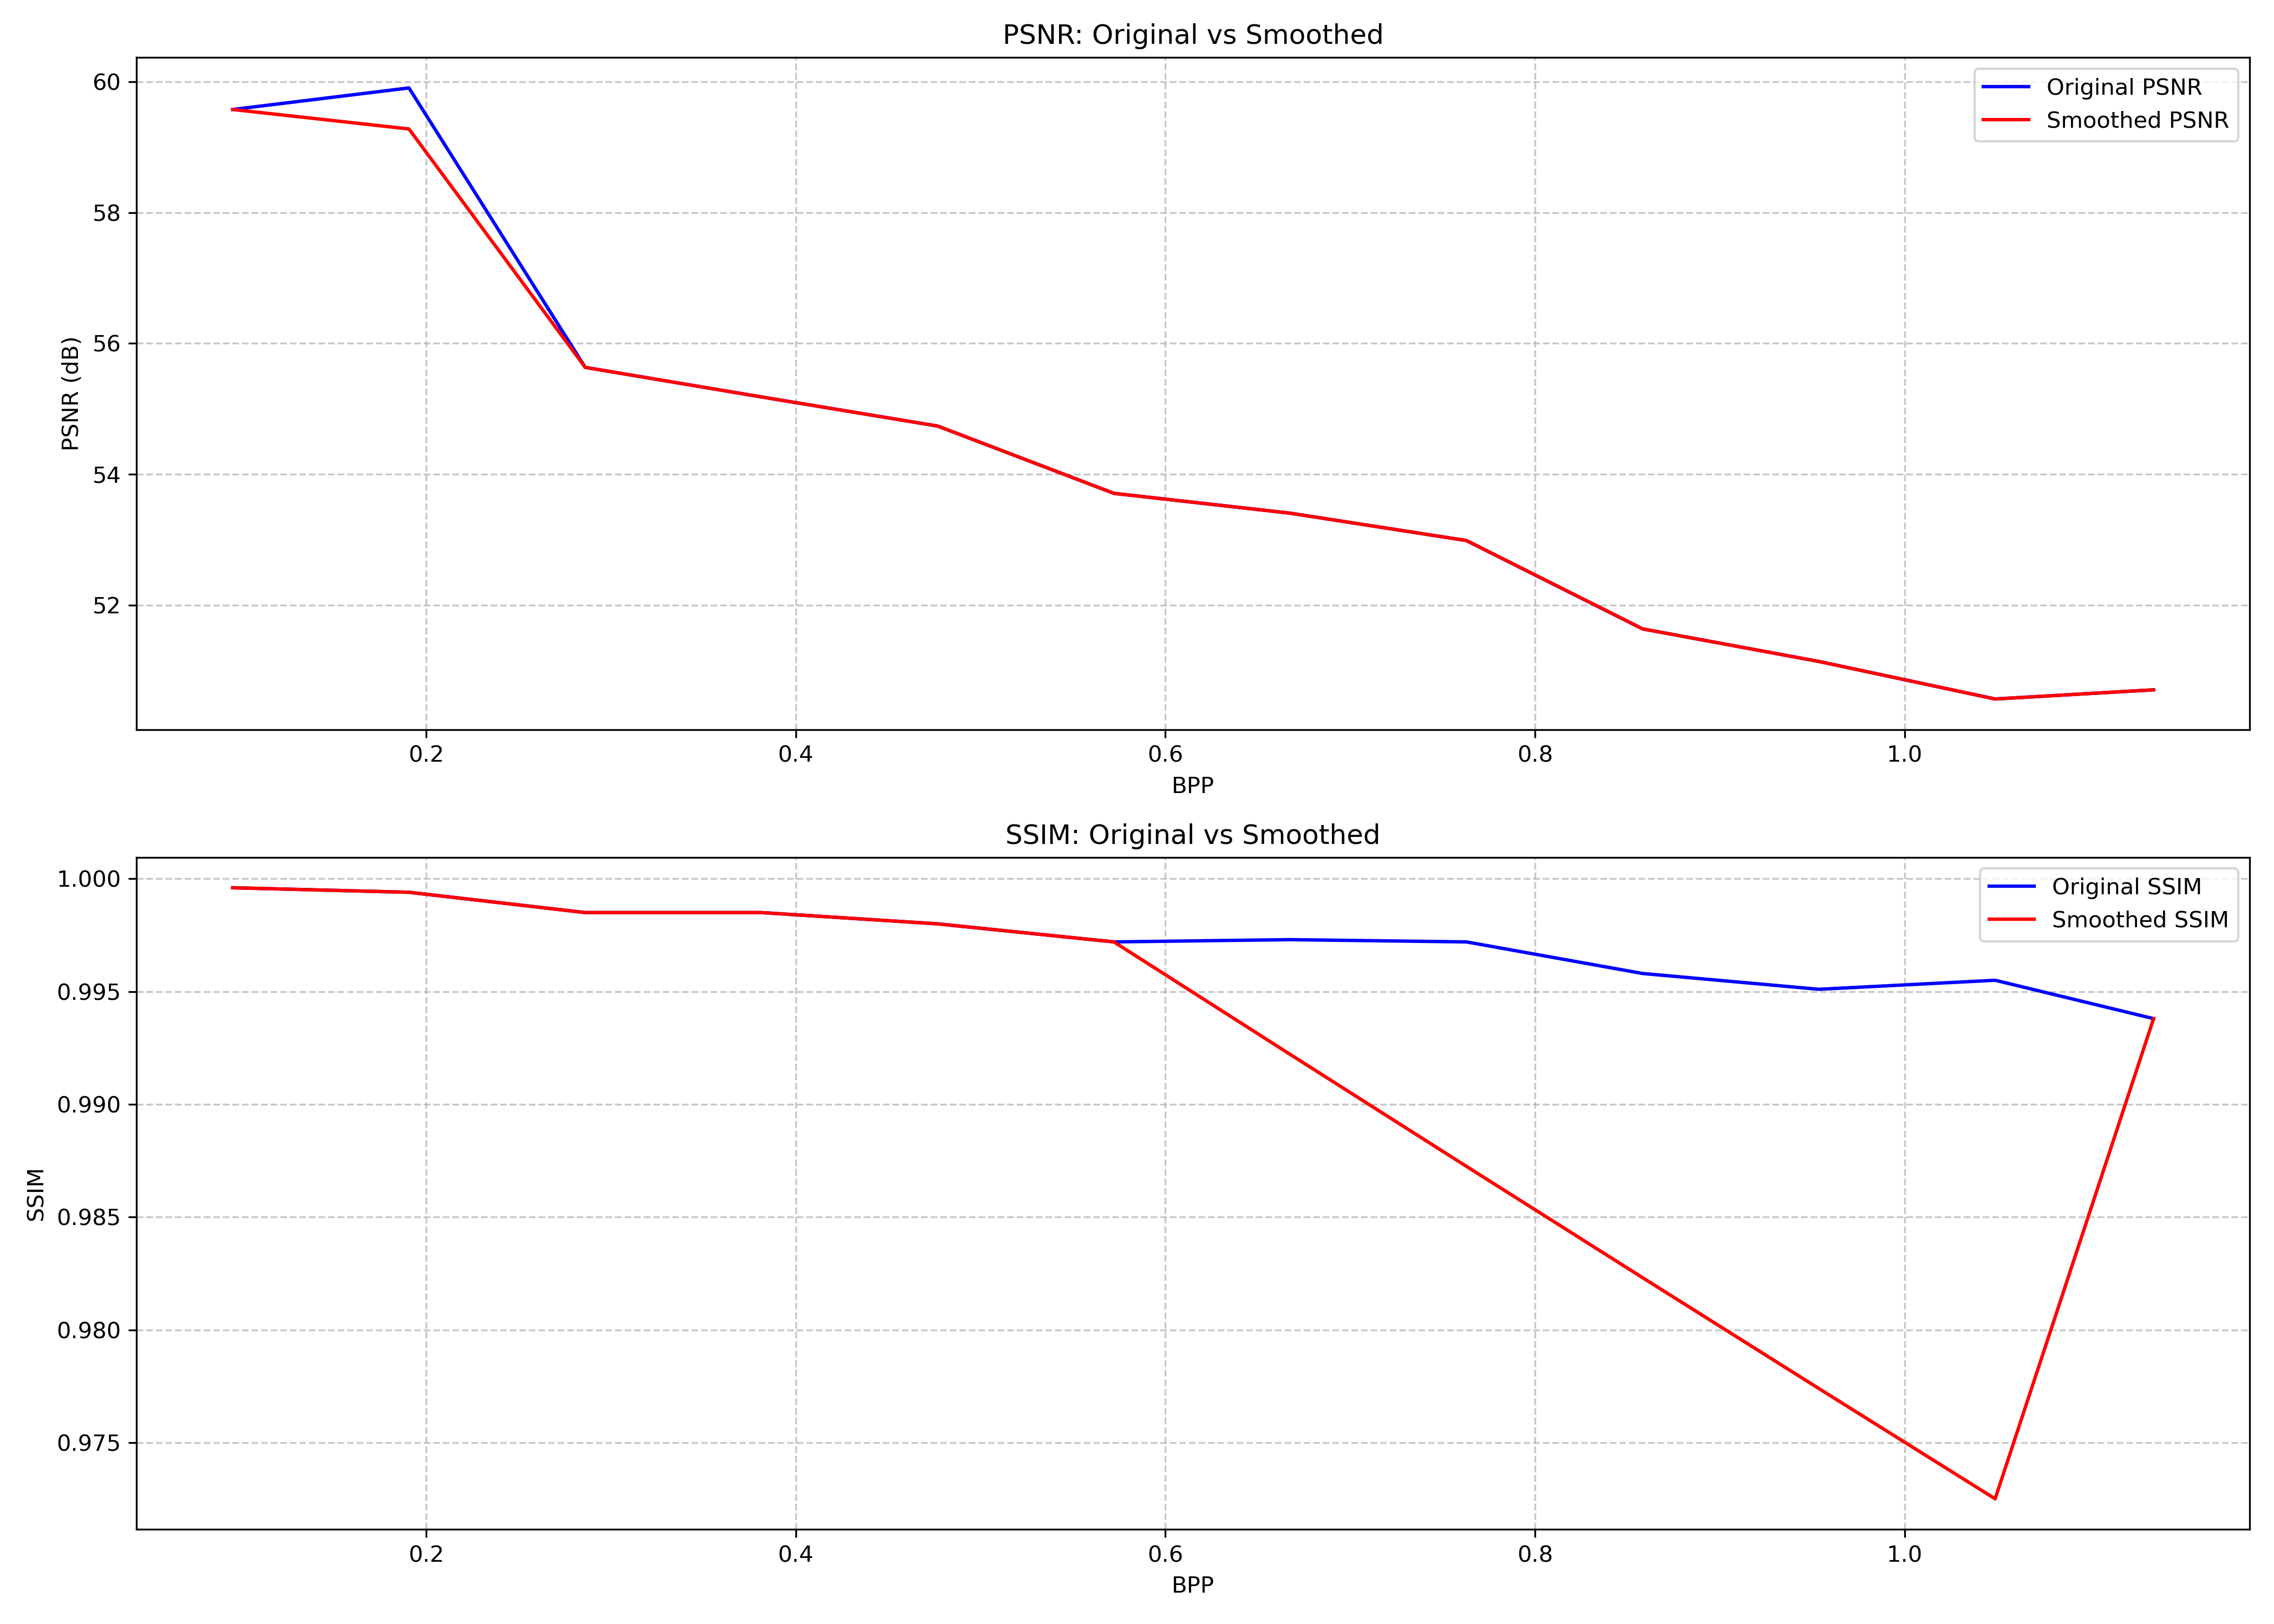 PSNR: Original vs Smoothed
Original PSNR
Smoothed PSNR
60
58
56
54
52
PSNR (dB)
0.2 0.4 0.6 0.8 1.0
BPP
SSIM: Original vs Smoothed
Original SSIM
Smoothed SSIM
1.000
0.995
0.990
0.985
0.980
0.975
SSIM
0.2 0.4 0.6 0.8 1.0
BPP